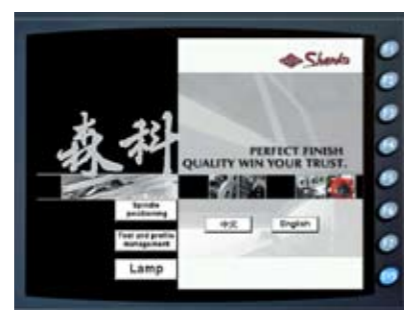 Shenko
森科
PERFECT FINISH
QUALITY WIN YOUR TRUST.
Spindle
positioning
Tool and profile
management
中文
English
Lamp